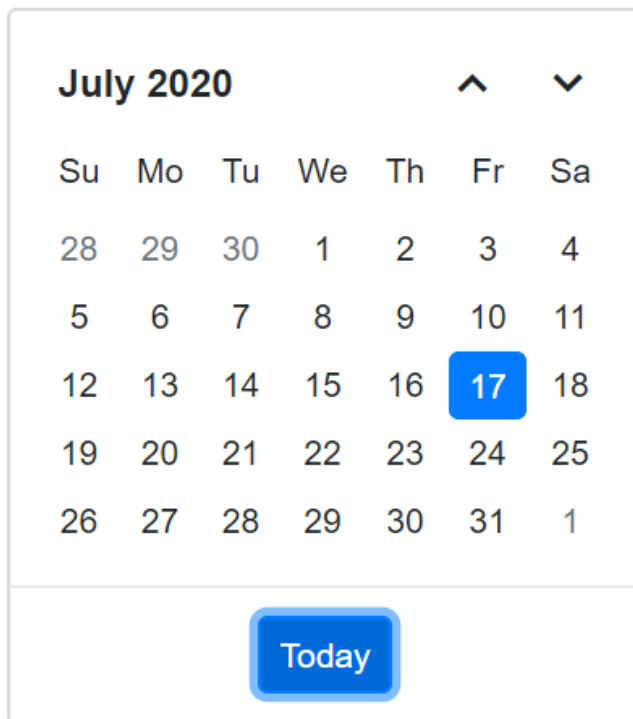 July 2020
Su Mo Tu We Th Fr Sa
28 29 30 1 2 3 4
5 6 7 8 9 10 11
12 13 14 15 16 17 18
19 20 21 22 23 24 25
26 27 28 29 30 31 1
Today